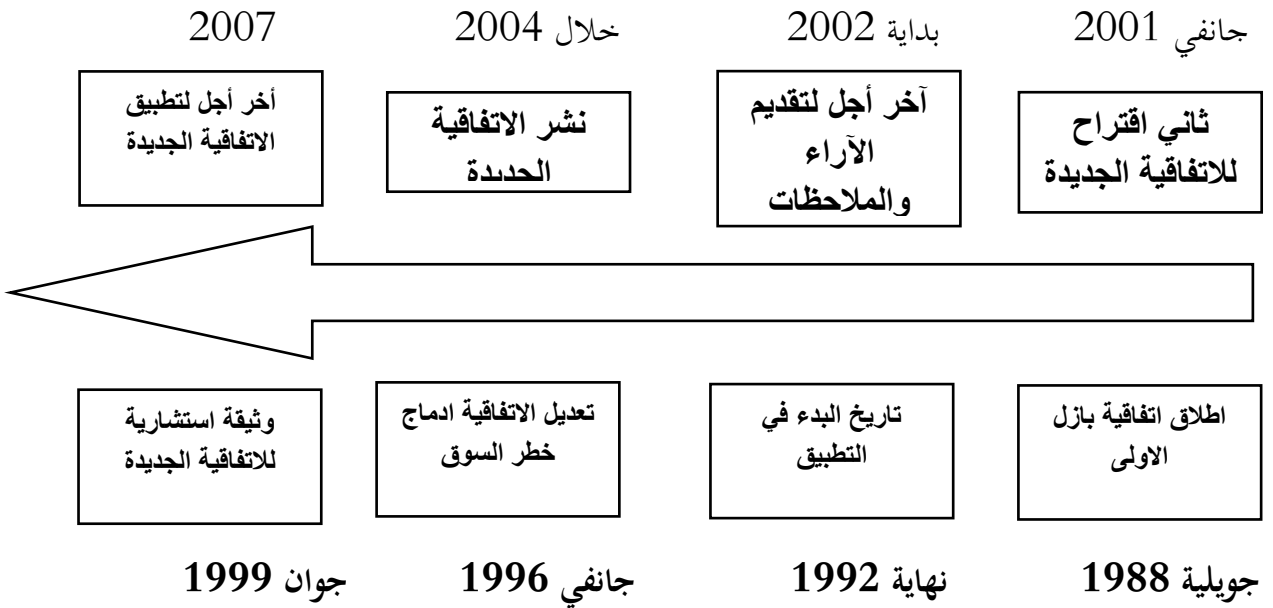 جانفي 2001
بداية 2002
خلال 2004
2007
ثاني اقتراح
للاتفاقية الجديدة
آخر أجل لتقديم
الآراء
والملاحظات
نشر الاتفاقية
الجديدة
أخر أجل لتطبيق
الاتفاقية الجديدة
اطلاق اتفاقية بازل
الاولى
تاريخ البدء في
التطبيق
تعديل الاتفاقية ادماج
خطر السوق
وثيقة استشارية
للاتفاقية الجديدة
جويلية 1988
نهاية 1992
جانفي 1996
جوان 1999